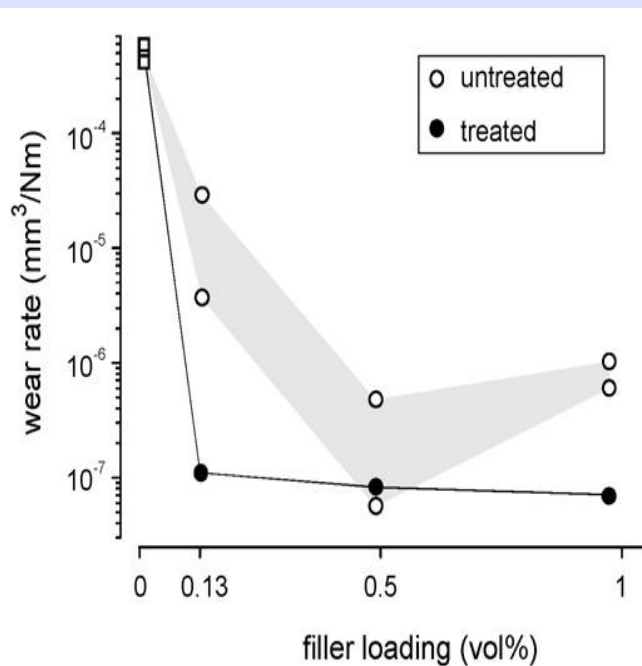 untreated
treated
10⁻⁴
10⁻⁵
10⁻⁶
10⁻⁷
wear rate (mm³/Nm)
0 0.13 0.5 1
filler loading (vol%)